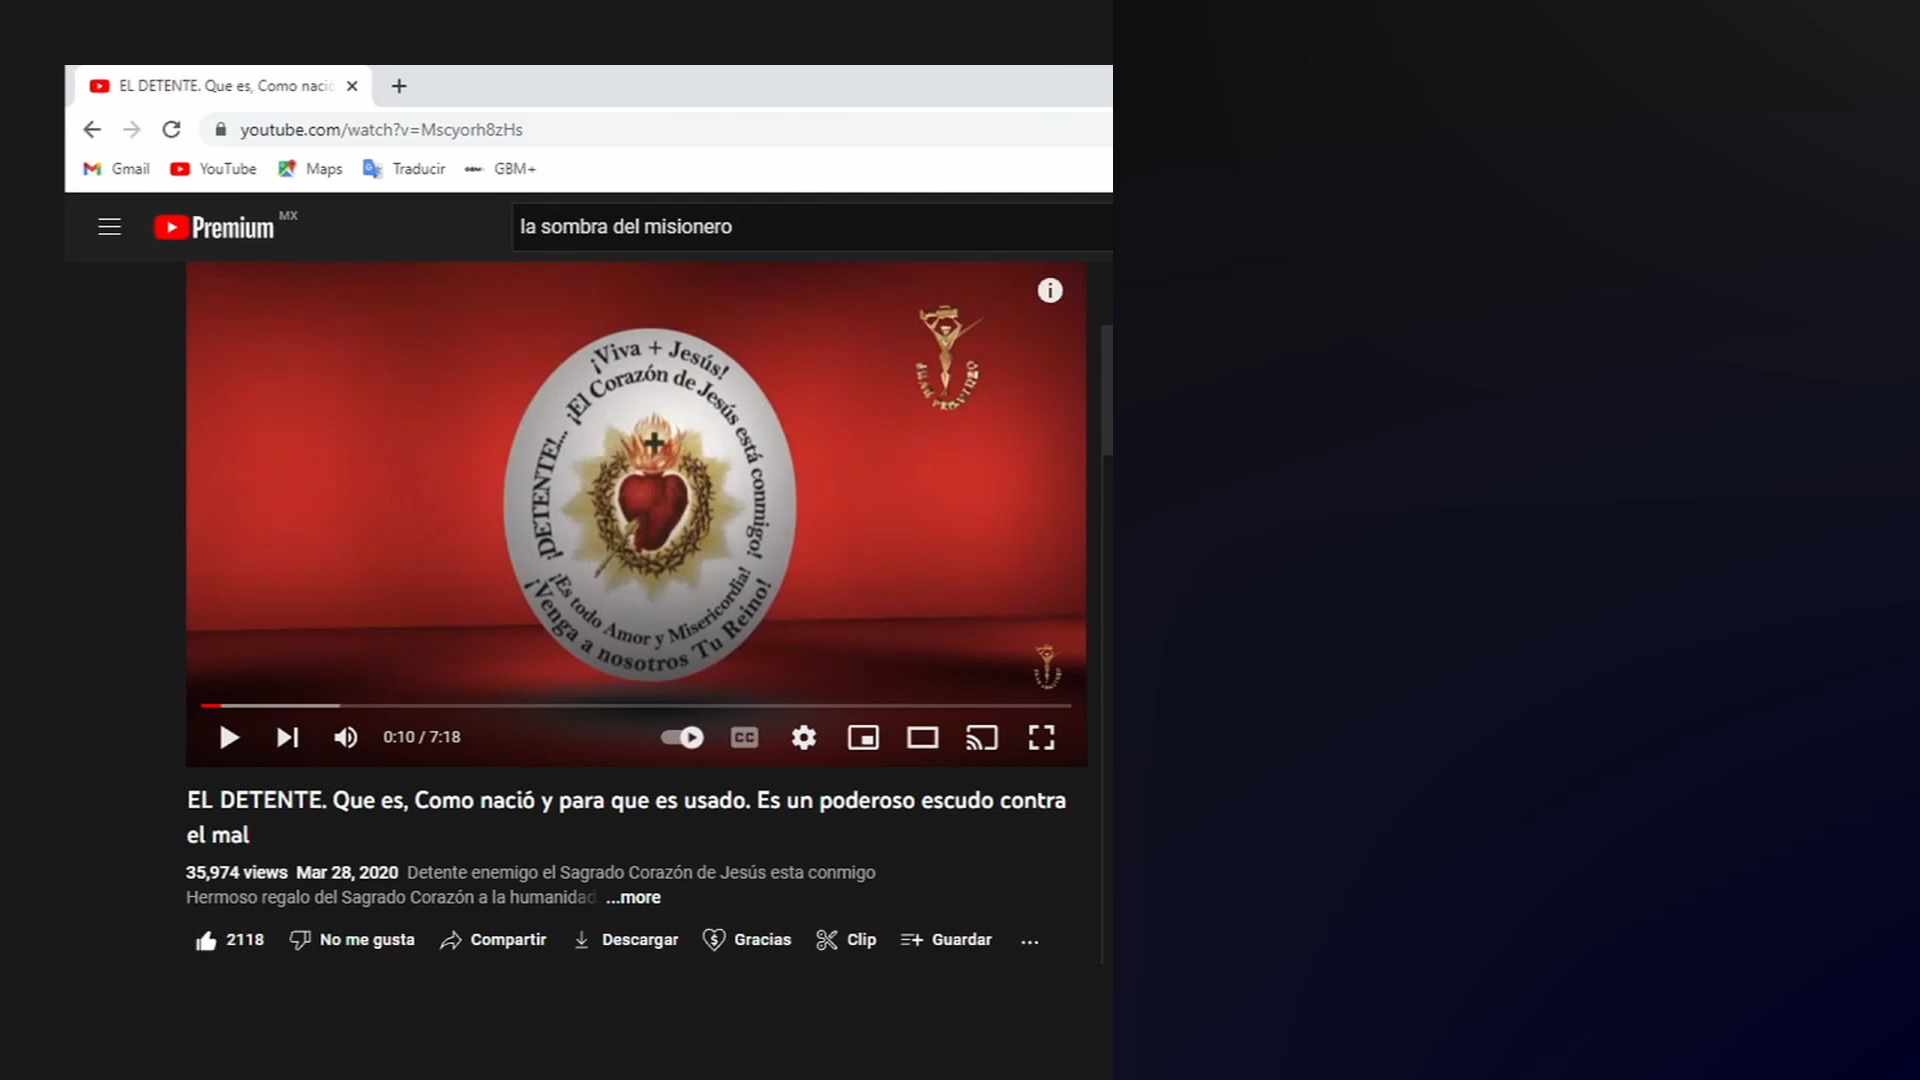 EL DETENTE. Que es, Como nació
youtube.com/watch?v=Mscyorh8zHs
Gmail YouTube Maps Traducir GBM+
Premium MX
la sombra del misionero
¡Viva + Jesús!
¡DETENTE!... ¡El Corazón de Jesús está conmigo!
¡Es todo Amor y Misericordia!
¡Venga a nosotros Tu Reino!
0:10 / 7:18
CC
EL DETENTE. Que es, Como nació y para que es usado. Es un poderoso escudo contra
el mal
35,974 views Mar 28, 2020 Detente enemigo el Sagrado Corazón de Jesús esta conmigo
Hermoso regalo del Sagrado Corazón a la humanidad ...more
2118 No me gusta Compartir Descargar Gracias Clip Guardar ...